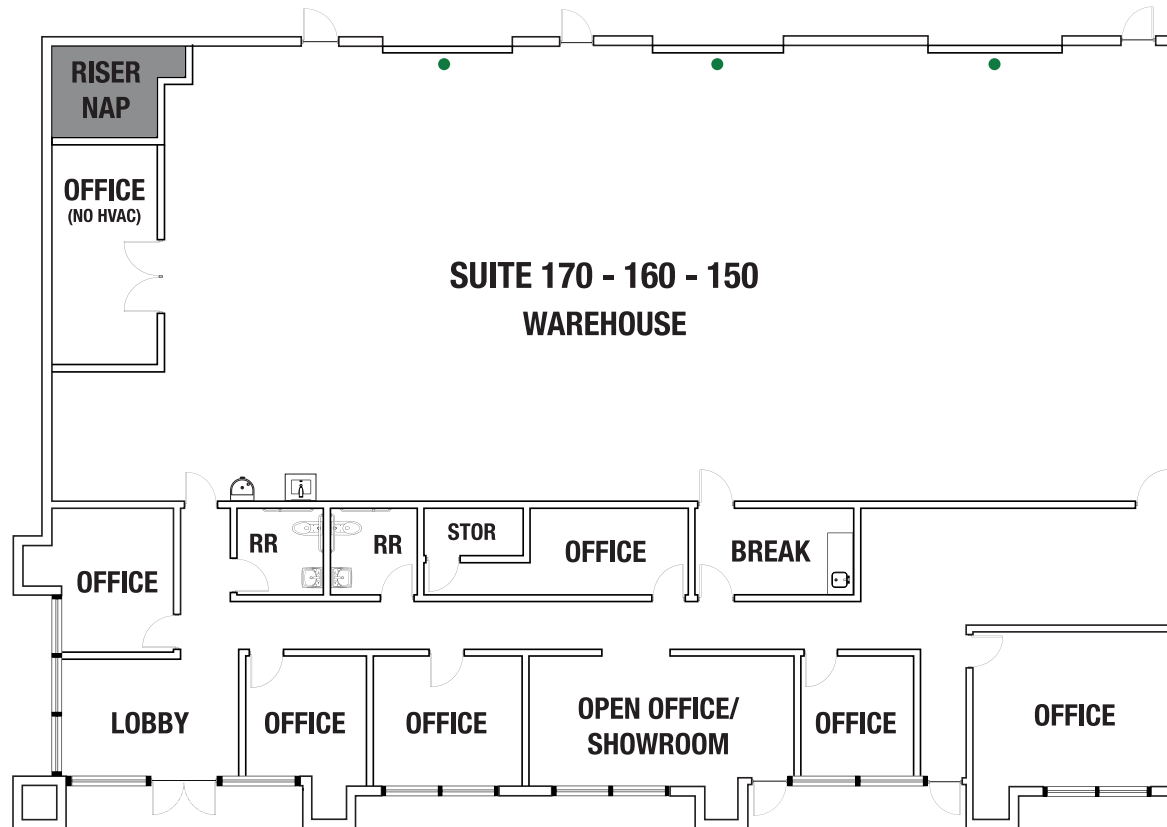 RISER
NAP
OFFICE
(NO HVAC)
SUITE 170 - 160 - 150
WAREHOUSE
RR
RR
STOR
OFFICE
BREAK
OFFICE
LOBBY
OFFICE
OFFICE
OPEN OFFICE/
SHOWROOM
OFFICE
OFFICE